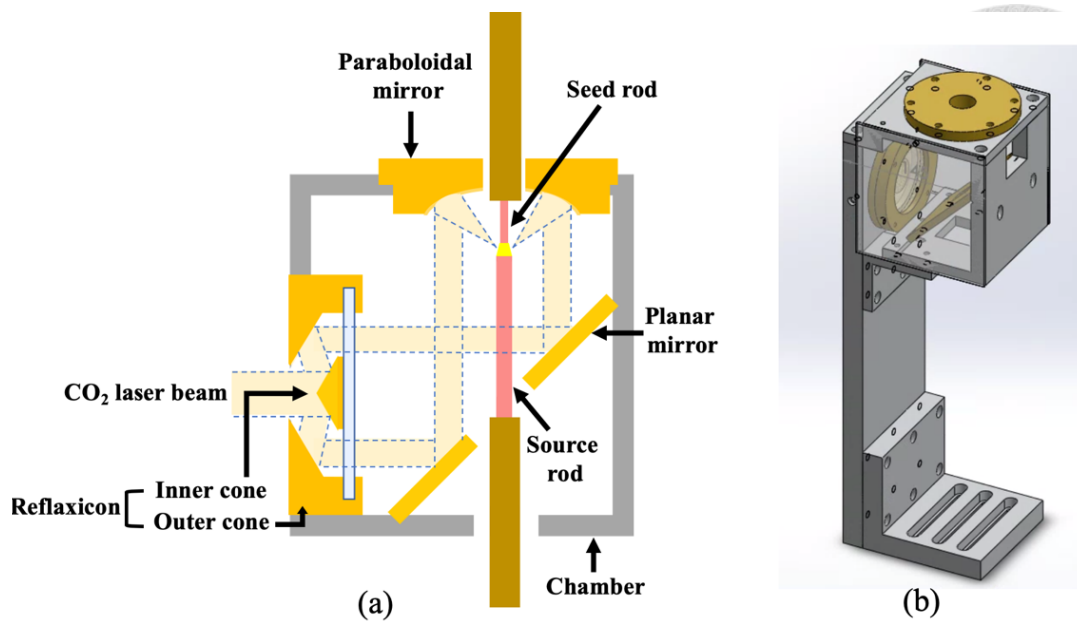 Paraboloidal
mirror
Seed rod
Planar
mirror
CO₂ laser beam
Source
rod
Reflaxicon
Inner cone
Outer cone
Chamber
(a)
(b)